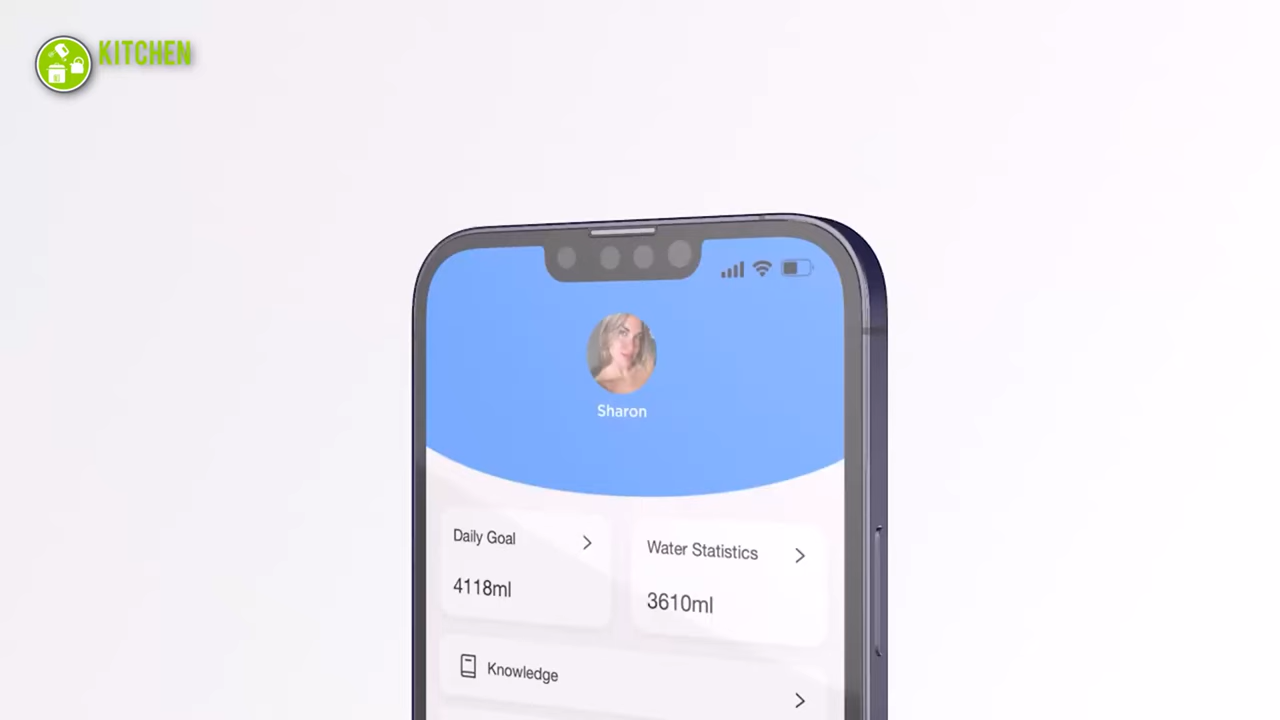 KITCHEN
Sharon
Daily Goal
4118ml
Water Statistics
3610ml
Knowledge